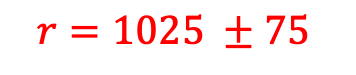 r = 1025 ± 75